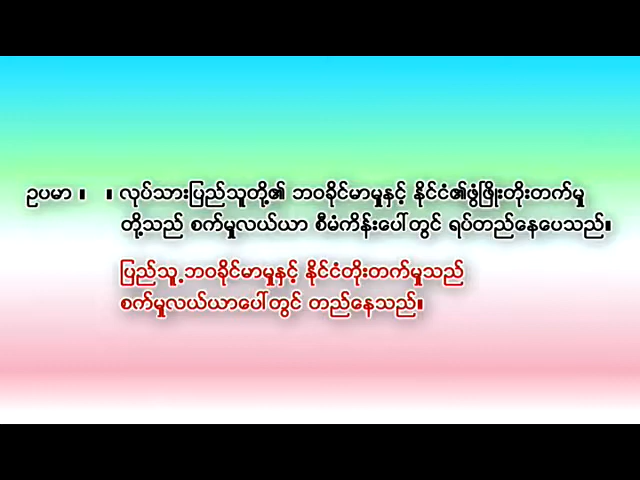 ဥပမာ ။ ။ လုပ်သားပြည်သူတို့၏ ဘဝခိုင်မာမှုနှင့် နိုင်ငံ၏ဖွံ့ဖြိုးတိုးတက်မှု
တို့သည် စက်မှုလယ်ယာ စီမံကိန်းပေါ်တွင် ရပ်တည်နေပေသည်။
ပြည်သူ့ဘဝခိုင်မာမှုနှင့် နိုင်ငံတိုးတက်မှုသည်
စက်မှုလယ်ယာပေါ်တွင် တည်နေသည်။